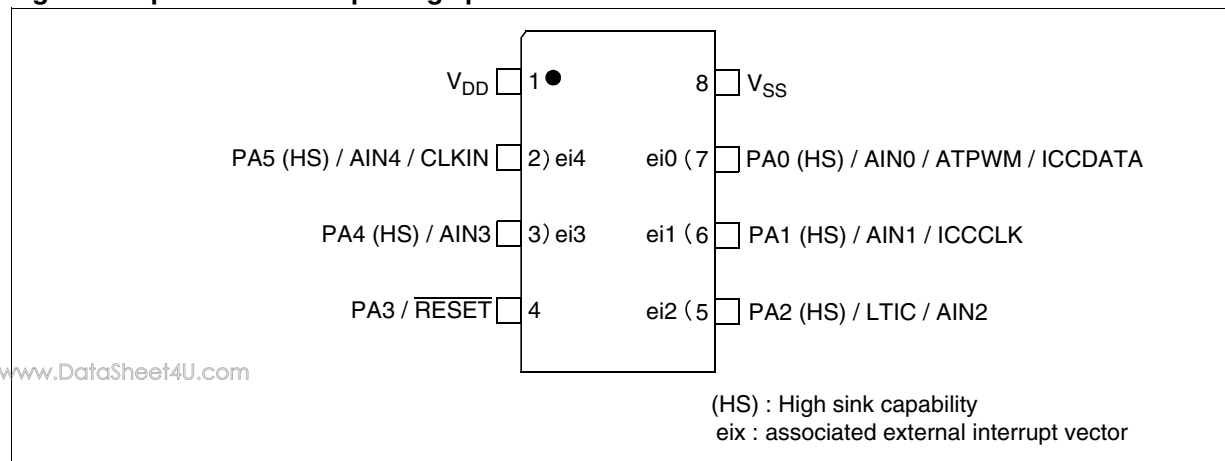 V_DD 1 8 V_SS
PA5 (HS) / AIN4 / CLKIN 2) ei4 ei0 (7 PA0 (HS) / AIN0 / ATPWM / ICCDATA
PA4 (HS) / AIN3 3) ei3 ei1 (6 PA1 (HS) / AIN1 / ICCCLK
PA3 / RESET 4 ei2 (5 PA2 (HS) / LTIC / AIN2
www.DataSheet4U.com
(HS) : High sink capability
eix : associated external interrupt vector